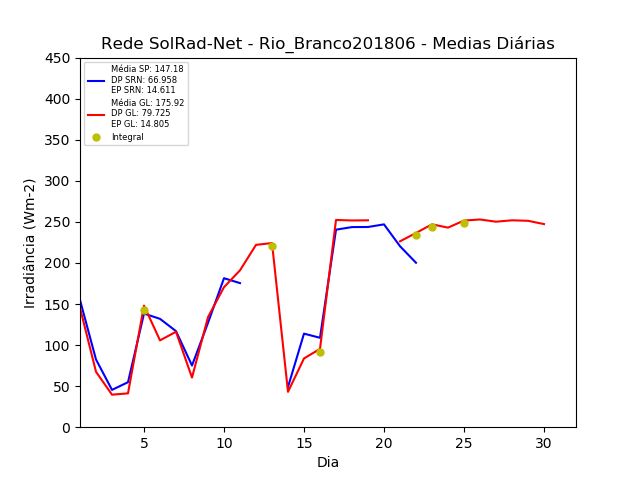 Rede SolRad-Net - Rio_Branco201806 - Medias Diárias
Irradiância (Wm-2)
450
400
350
300
250
200
150
100
50
0
Média SP: 147.18
DP SRN: 66.958
EP SRN: 14.611
Média GL: 175.92
DP GL: 79.725
EP GL: 14.805
Integral
5
10
15
20
25
30
Dia